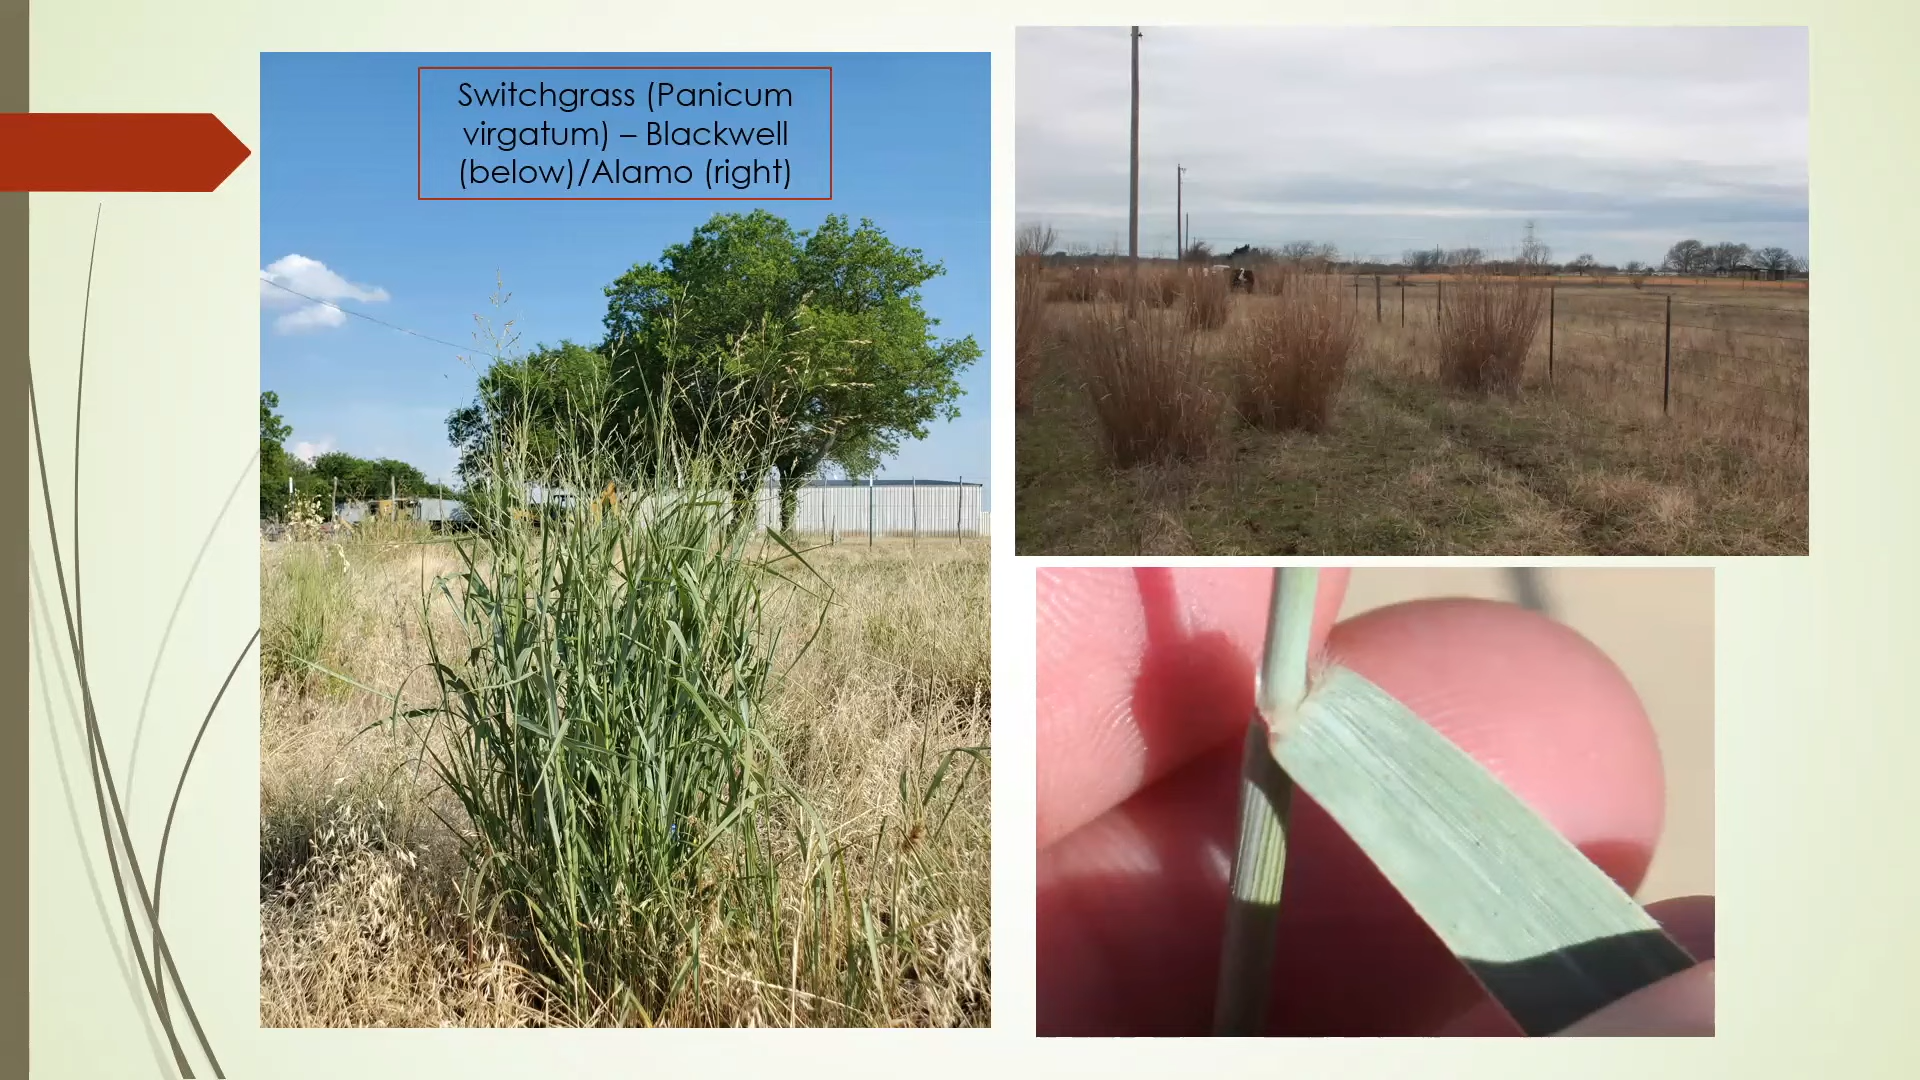 Switchgrass (Panicum
virgatum) – Blackwell
(below)/Alamo (right)